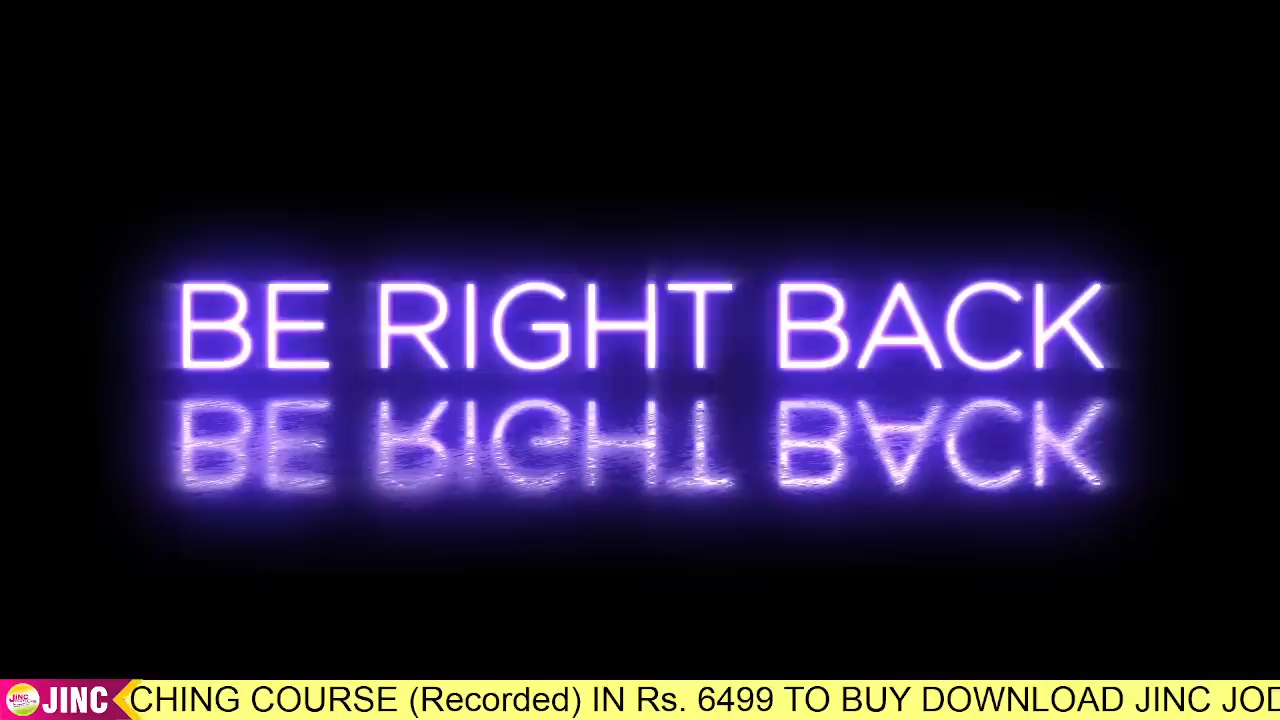 BE RIGHT BACK
JINC CHING COURSE (Recorded) IN Rs. 6499 TO BUY DOWNLOAD JINC JOD